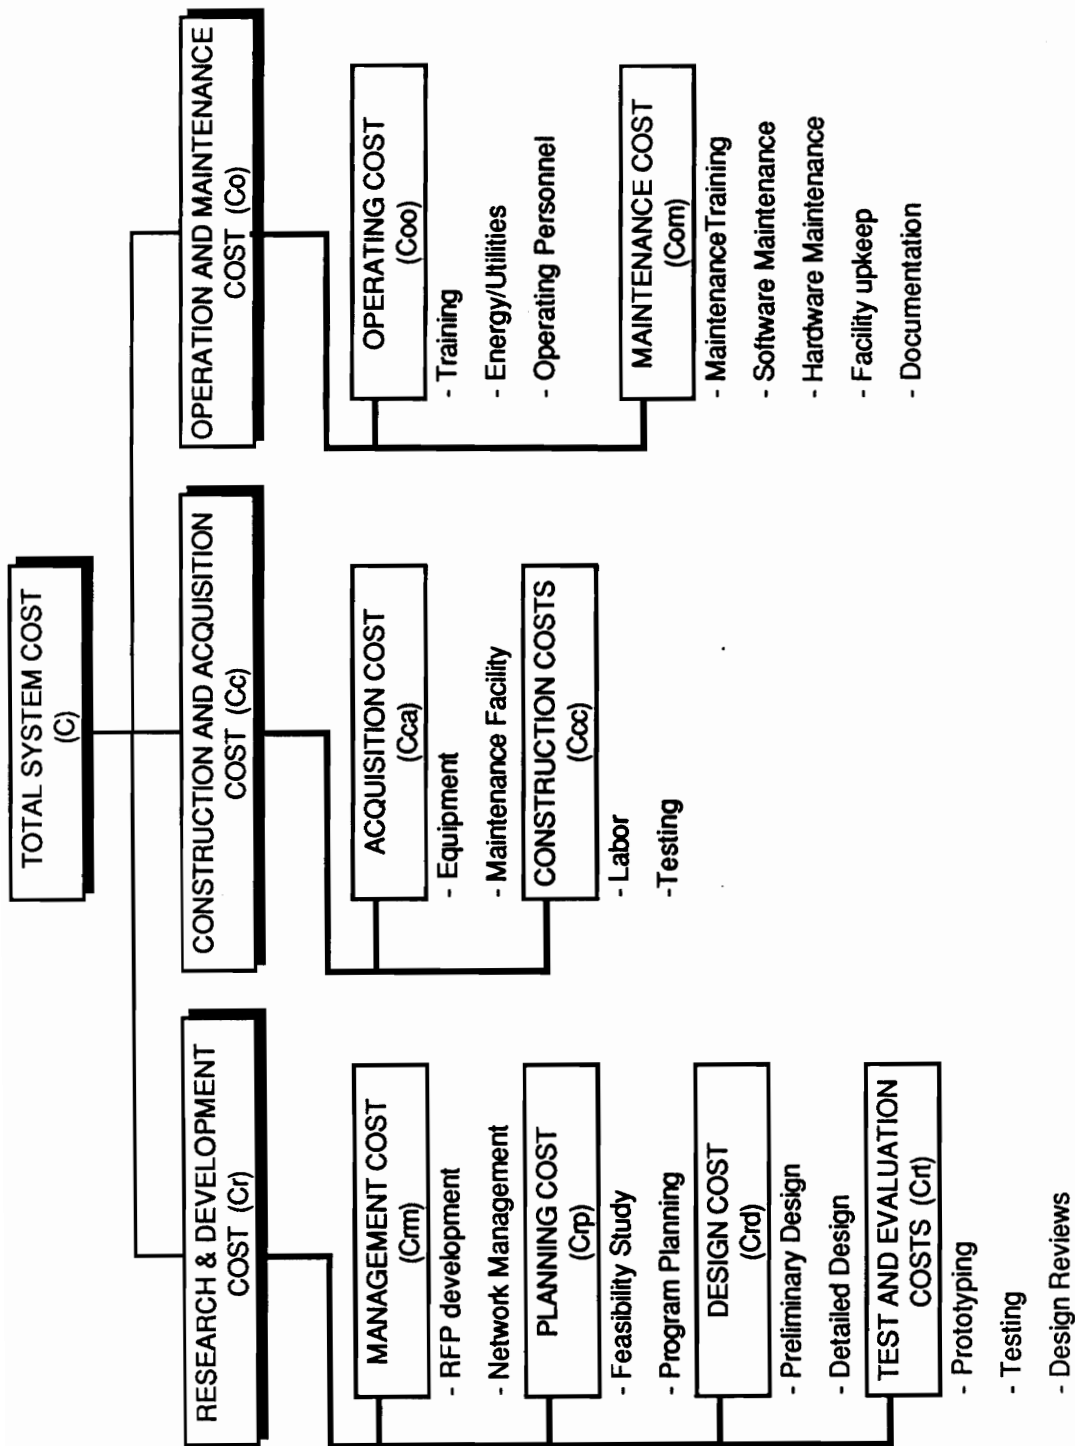 TOTAL SYSTEM COST
(C)
RESEARCH & DEVELOPMENT
COST (Cr)
MANAGEMENT COST
(Crm)
- RFP development
- Network Management
PLANNING COST
(Crp)
- Feasibility Study
- Program Planning
DESIGN COST
(Crd)
- Preliminary Design
- Detailed Design
TEST AND EVALUATION
COSTS (Crt)
- Prototyping
- Testing
- Design Reviews
CONSTRUCTION AND ACQUISITION
COST (Cc)
ACQUISITION COST
(Cca)
- Equipment
- Maintenance Facility
CONSTRUCTION COSTS
(Ccc)
- Labor
-Testing
OPERATION AND MAINTENANCE
COST (Co)
OPERATING COST
(Coo)
- Training
- Energy/Utilities
- Operating Personnel
MAINTENANCE COST
(Com)
- MaintenanceTraining
- Software Maintenance
- Hardware Maintenance
- Facility upkeep
- Documentation